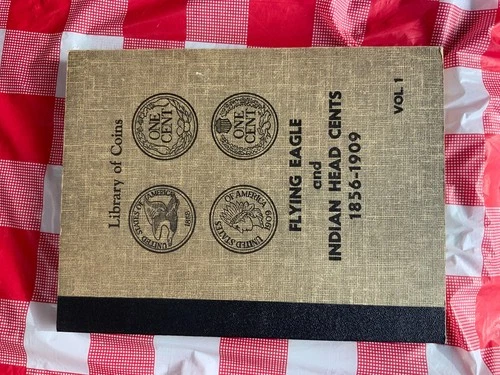 Library of Coins
UNITED STATES OF AMERICA
ONE
CENT
UNITED STATES OF AMERICA
1909
ONE
CENT
FLYING EAGLE
and
INDIAN HEAD CENTS
1856-1909
VOL 1